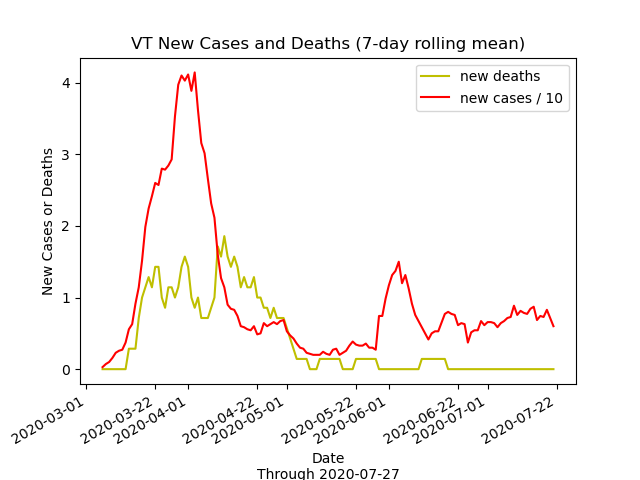 VT New Cases and Deaths (7-day rolling mean)
new deaths
new cases / 10
New Cases or Deaths
4
3
2
1
0
2020-03-01
2020-03-22
2020-04-01
2020-04-22
2020-05-01
2020-05-22
2020-06-01
2020-06-22
2020-07-01
2020-07-22
Date
Through 2020-07-27